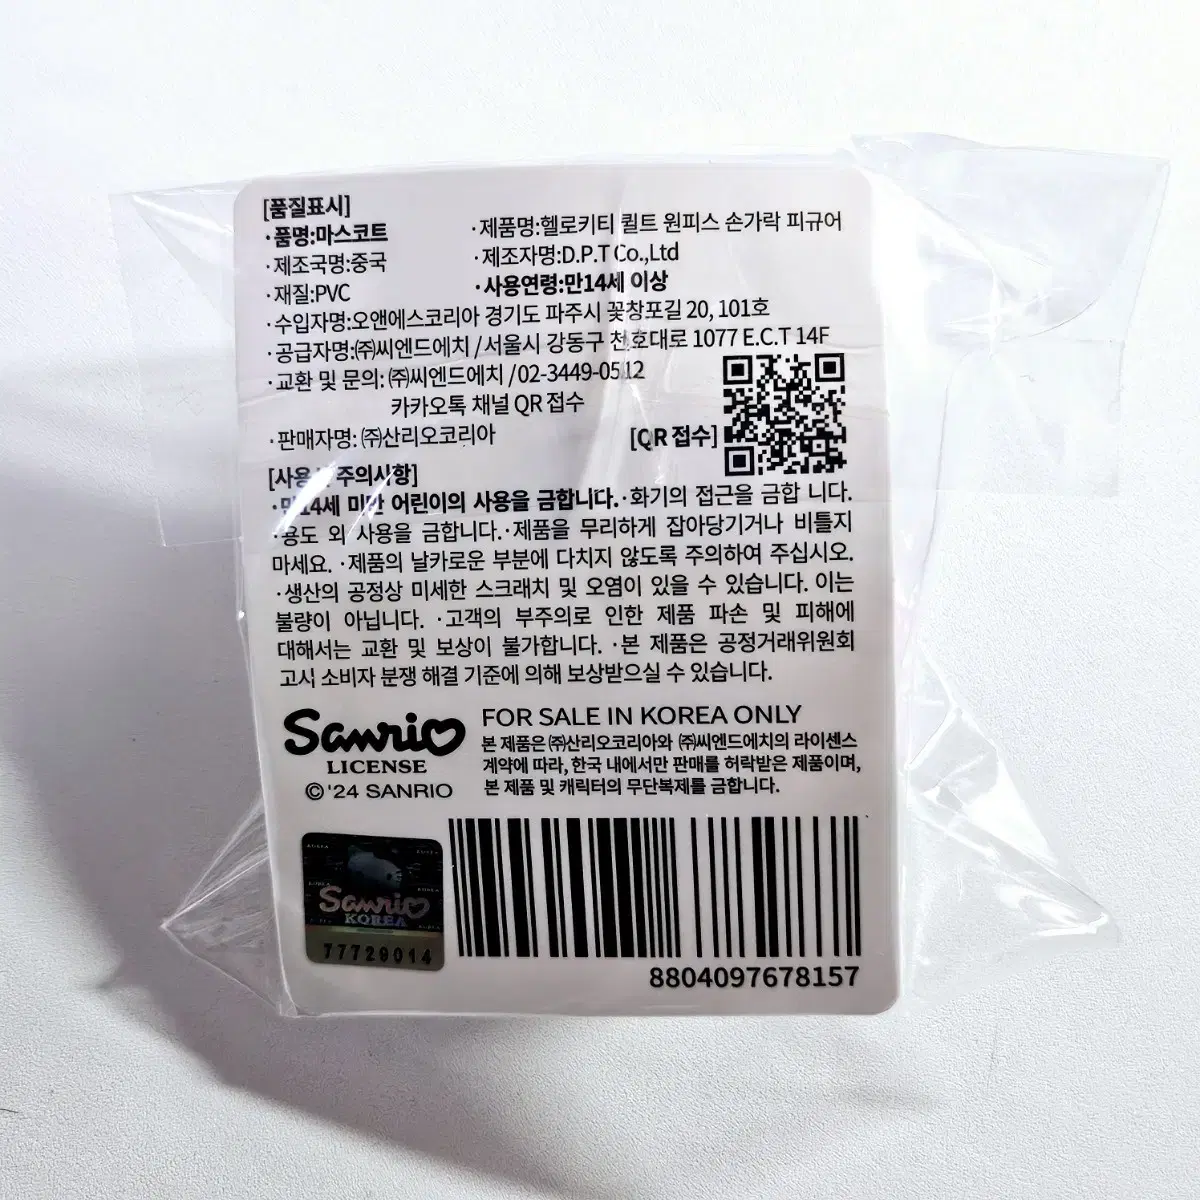 [품질표시]
·품명:마스코트
·제품명:헬로키티 퀼트 원피스 손가락 피규어
·제조국명:중국
·제조자명:D.P.T Co.,Ltd
·재질:PVC
·사용연령:만14세 이상
·수입자명:오앤에스코리아 경기도 파주시 꽃창포길 20, 101호
·공급자명:㈜씨엔드에치 /서울시 강동구 천호대로 1077 E.C.T 14F
·교환 및 문의: ㈜씨엔드에치 /02-3449-0512
카카오톡 채널 QR 접수
·판매자명: ㈜산리오코리아
[QR 접수]
주의사항]
·만14세 미만 어린이의 사용을 금합니다.·화기의 접근을 금합 니다.
·용도 외 사용을 금합니다.·제품을 무리하게 잡아당기거나 비틀지
마세요. ·제품의 날카로운 부분에 다치지 않도록 주의하여 주십시오.
·생산의 공정상 미세한 스크래치 및 오염이 있을 수 있습니다. 이는
불량이 아닙니다. ·고객의 부주의로 인한 제품 파손 및 피해에
대해서는 교환 및 보상이 불가합니다. ·본 제품은 공정거래위원회
고시 소비자 분쟁 해결 기준에 의해 보상받으실 수 있습니다.
Sanrio
LICENSE
©'24 SANRIO
FOR SALE IN KOREA ONLY
본 제품은 ㈜산리오코리아와 ㈜씨엔드에치의 라이센스
계약에 따라, 한국 내에서만 판매를 허락받은 제품이며,
본 제품 및 캐릭터의 무단복제를 금합니다.
Sanrio
KOREA
77729014
8804097678157